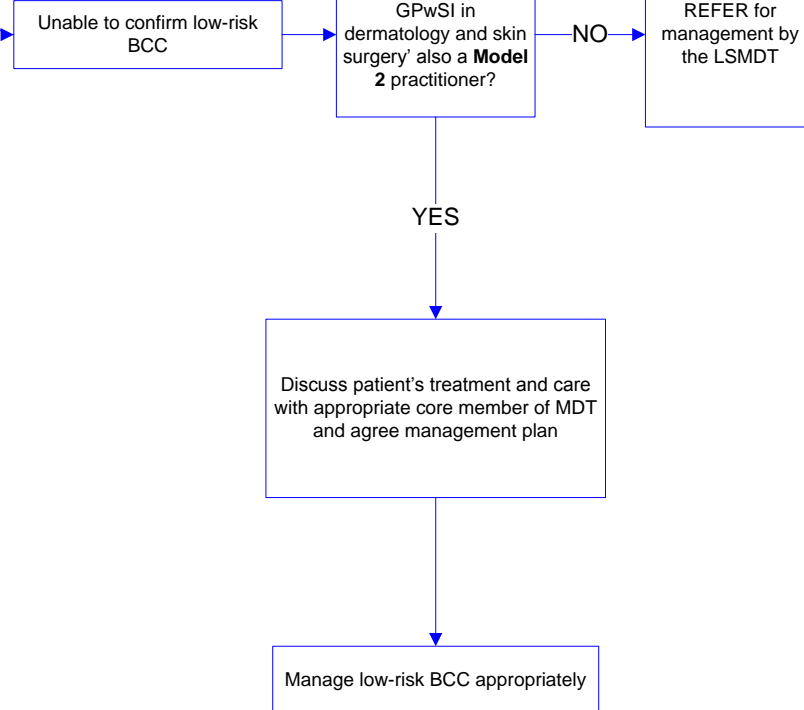 Unable to confirm low-risk
BCC
GPwSI in
dermatology and skin
surgery’ also a Model
2 practitioner?
NO
REFER for
management by
the LSMDT
YES
Discuss patient’s treatment and care
with appropriate core member of MDT
and agree management plan
Manage low-risk BCC appropriately